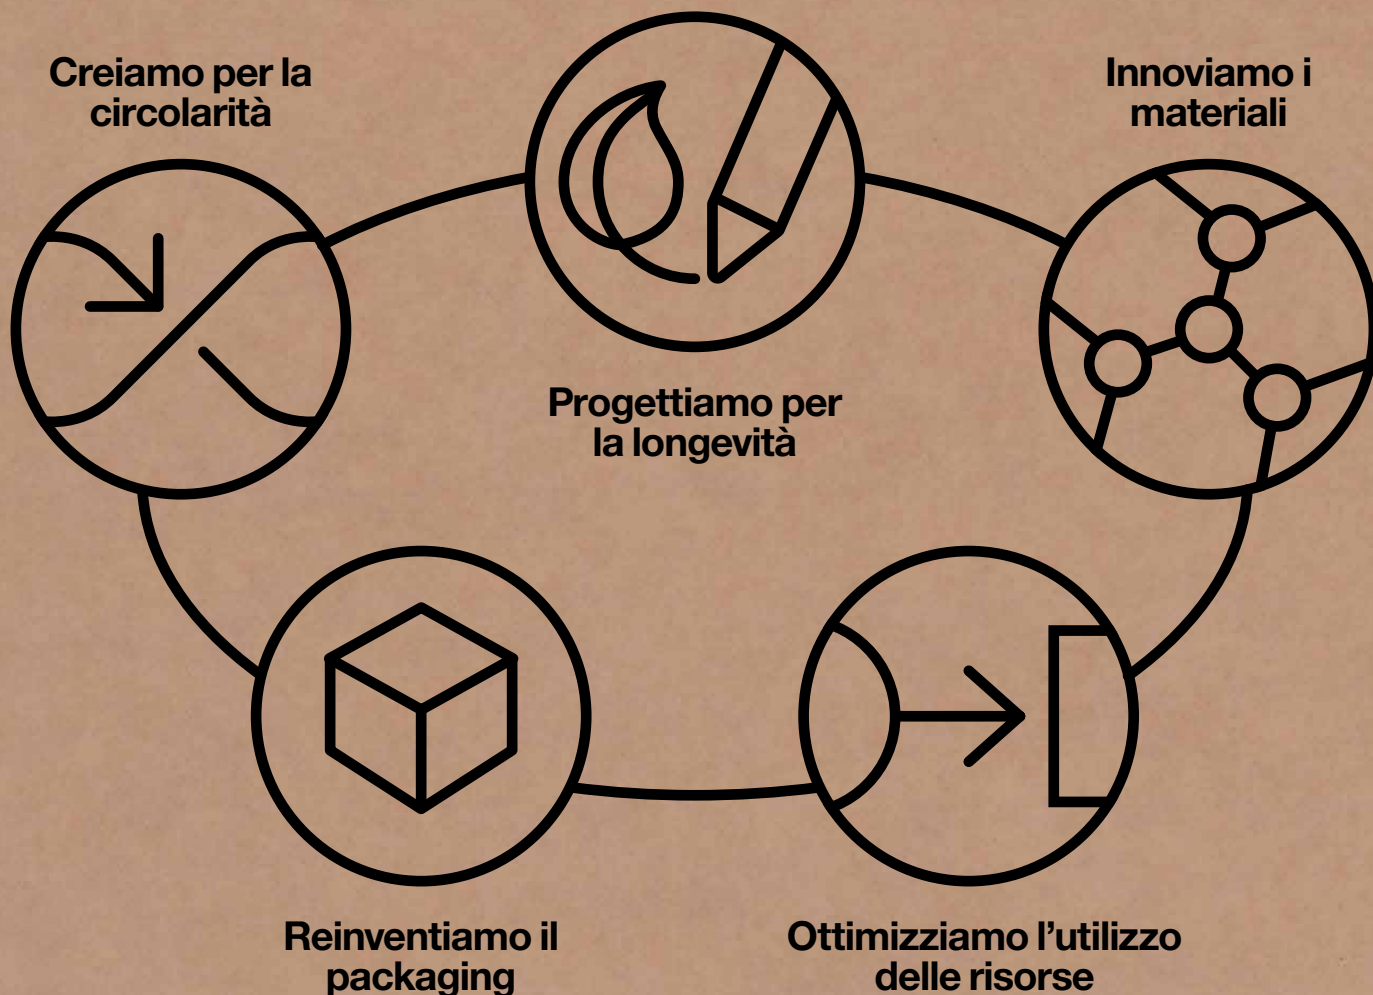 Creiamo per la
circolarità
Innoviamo i
materiali
Progettiamo per
la longevità
Reinventiamo il
packaging
Ottimizziamo l’utilizzo
delle risorse